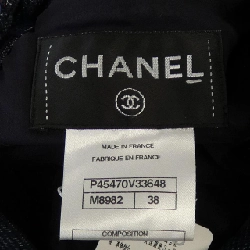 CHANEL
MADE IN FRANCE
FABRIQUE EN FRANCE
P45470V33648
M8982 38
COMPOSITION